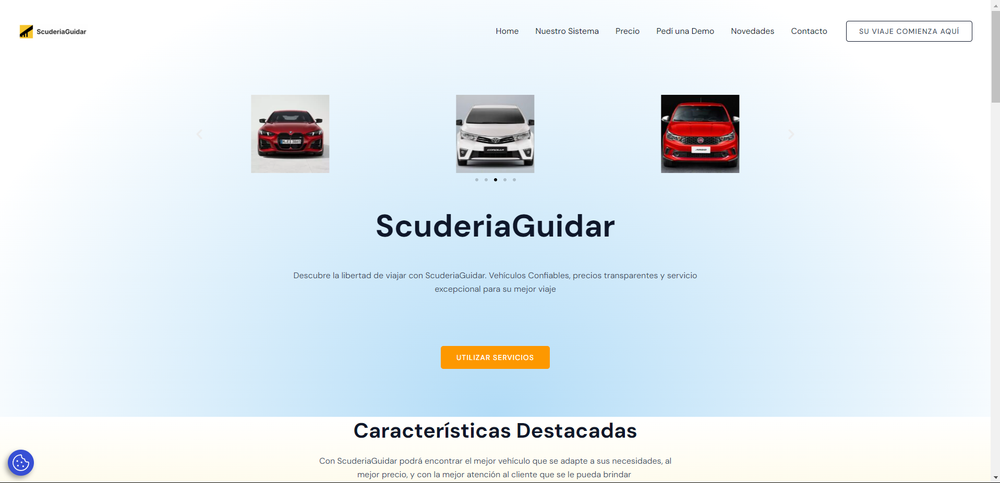 ScuderiaGuidar
Home
Nuestro Sistema
Precio
Pedí una Demo
Novedades
Contacto
SU VIAJE COMIENZA AQUÍ
COROLLA
ARGO
ScuderiaGuidar
Descubre la libertad de viajar con ScuderiaGuidar. Vehículos Confiables, precios transparentes y servicio
excepcional para su mejor viaje
UTILIZAR SERVICIOS
Características Destacadas
Con ScuderiaGuidar podrá encontrar el mejor vehículo que se adapte a sus necesidades, al
mejor precio, y con la mejor atención al cliente que se le pueda brindar